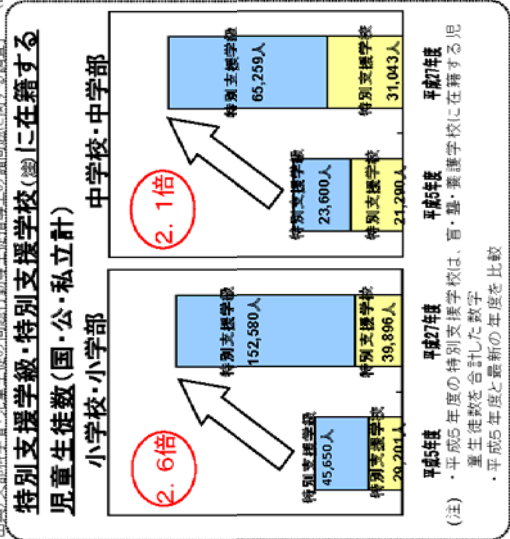 特別支援学級・特別支援学校(注)に在籍する
児童生徒数(国・公・私立計)
小学校・小学部
2.6倍
特別支援学級
45,650人
特別支援学校
29,201人
平成5年度
特別支援学級
152,580人
特別支援学校
39,896人
平成27年度
中学校・中学部
2.1倍
特別支援学級
23,600人
特別支援学校
21,290人
平成5年度
特別支援学級
65,259人
特別支援学校
31,043人
平成27年度
(注)・平成5年度の特別支援学校は、盲・聾・養護学校に在籍する児
童生徒数を合計した数字
・平成5年度と最新の年度を比較